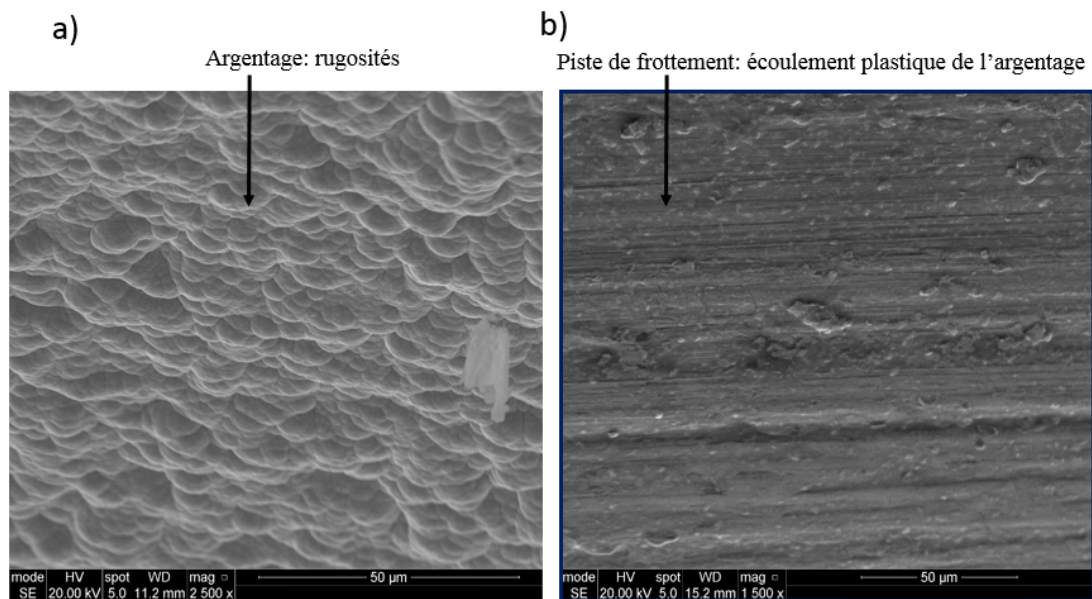 a)
Argentage: rugosités
b)
Piste de frottement: écoulement plastique de l’argentage
mode HV spot WD mag □ 50 µm
SE 20.00 kV 5.0 11.2 mm 2 500 x
mode HV spot WD mag □ 50 µm
SE 20.00 kV 5.0 15.2 mm 1 500 x